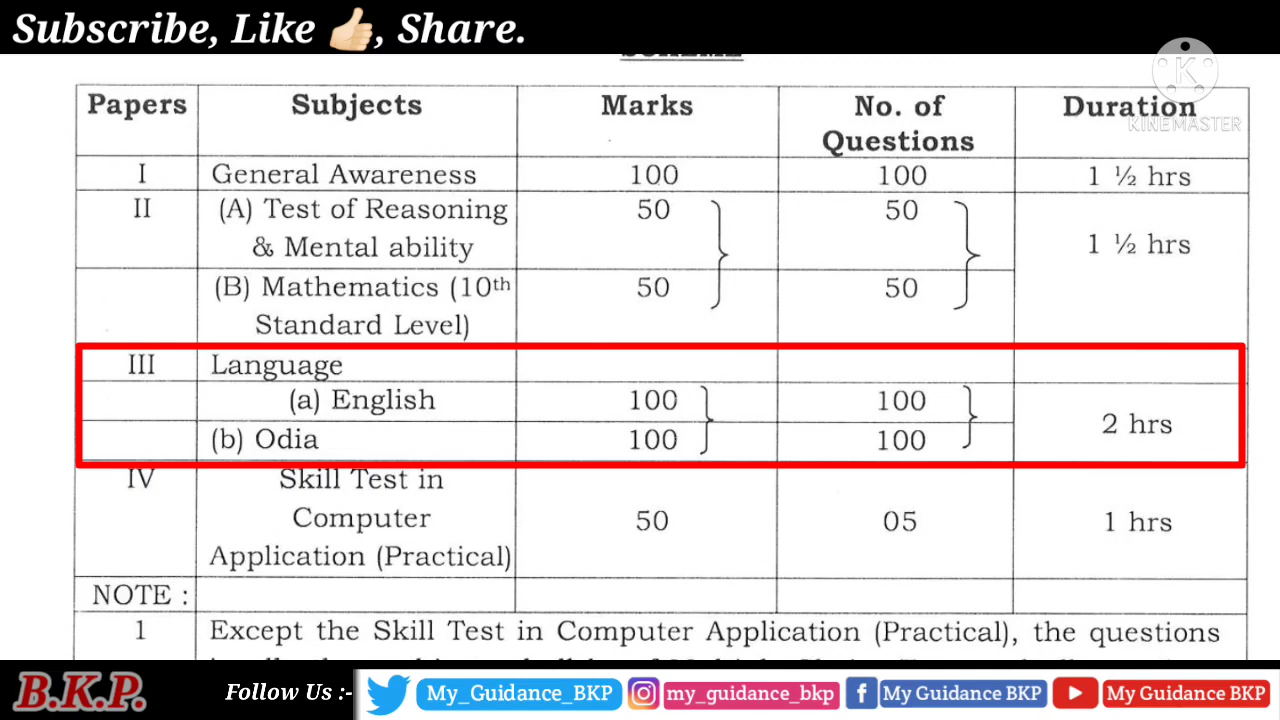 Subscribe, Like 👍🏻, Share.
SCHEME
KINEMASTER
Papers Subjects Marks No. of Questions Duration
I General Awareness 100 100 1 ½ hrs
II (A) Test of Reasoning 50 50
& Mental ability 1 ½ hrs
(B) Mathematics (10th 50 50
Standard Level)
III Language
(a) English 100 100
(b) Odia 100 100 2 hrs
IV Skill Test in
Computer 50 05 1 hrs
Application (Practical)
NOTE :
1 Except the Skill Test in Computer Application (Practical), the questions
B.K.P. Follow Us :- My_Guidance_BKP my_guidance_bkp My Guidance BKP My Guidance BKP